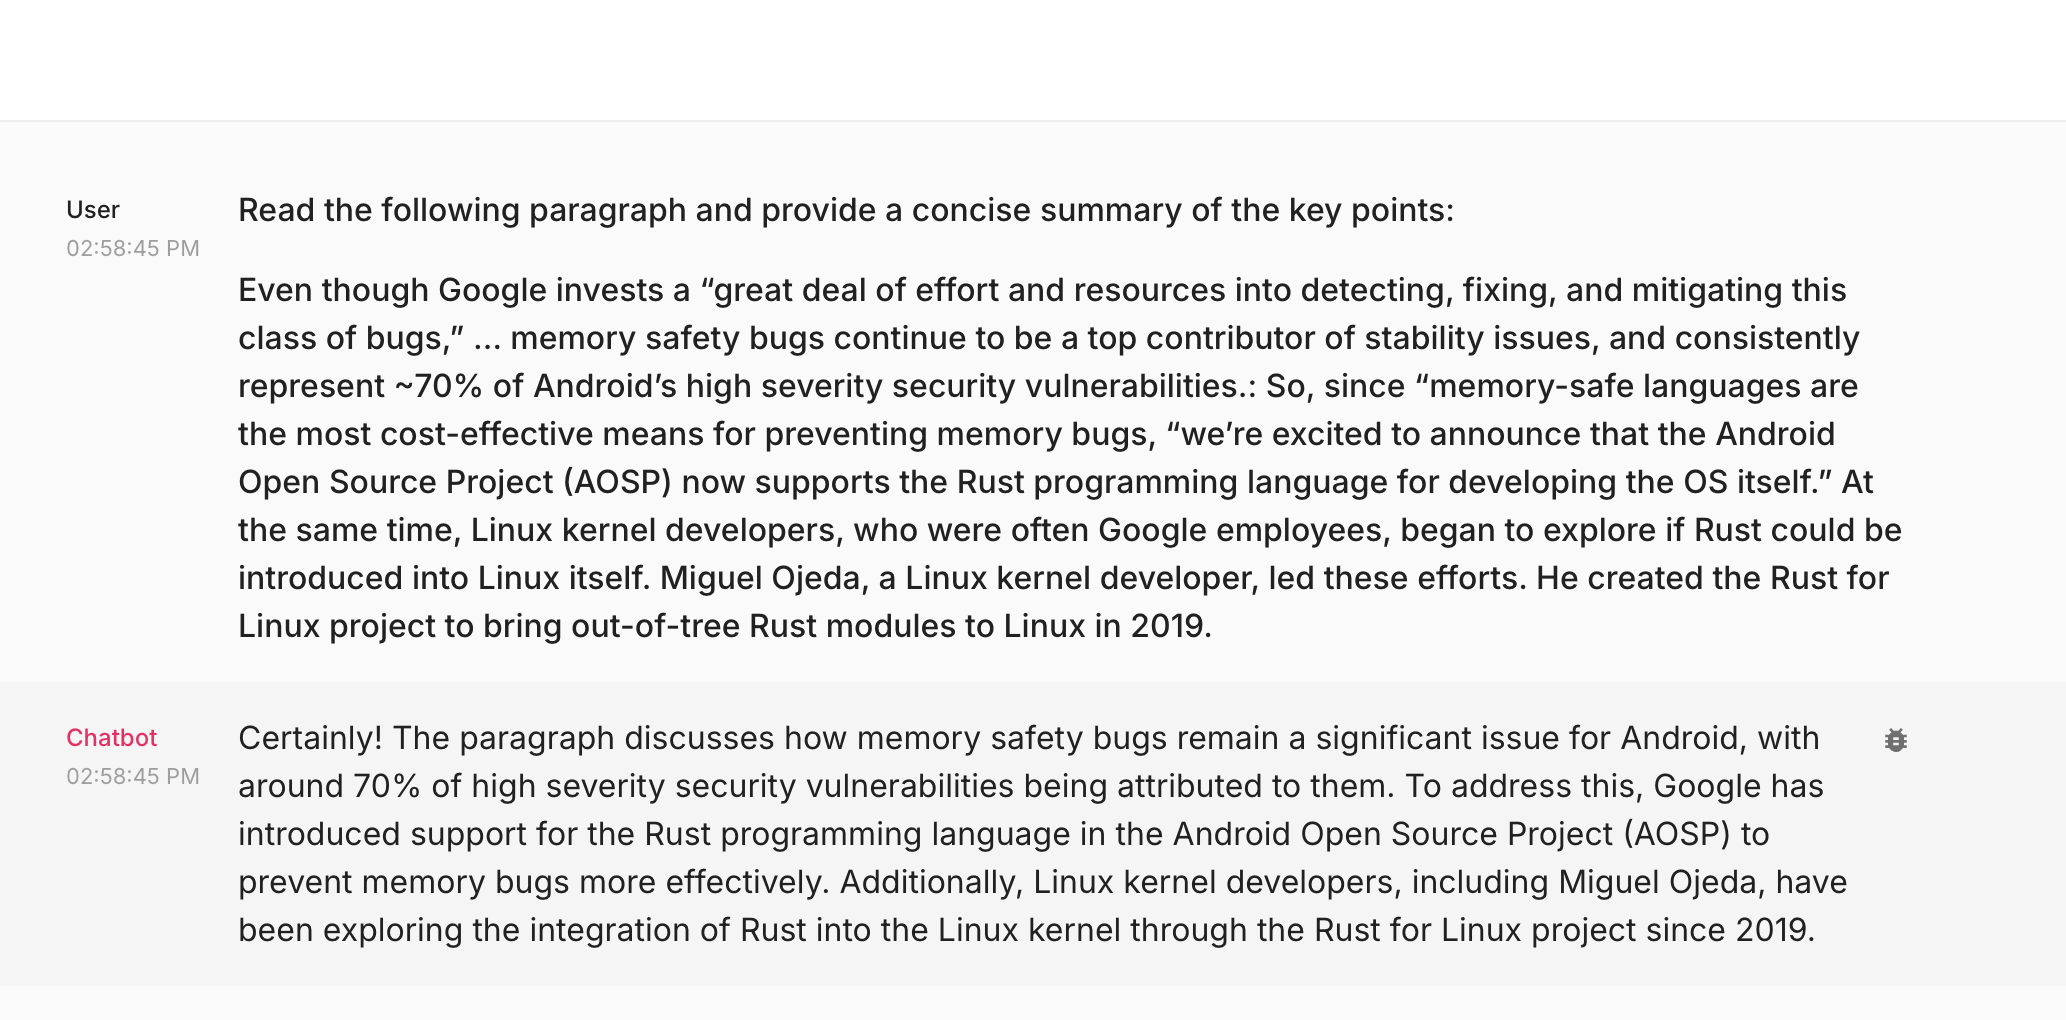 User
02:58:45 PM
Read the following paragraph and provide a concise summary of the key points:
Even though Google invests a “great deal of effort and resources into detecting, fixing, and mitigating this
class of bugs,” ... memory safety bugs continue to be a top contributor of stability issues, and consistently
represent ~70% of Android’s high severity security vulnerabilities.: So, since “memory-safe languages are
the most cost-effective means for preventing memory bugs, “we’re excited to announce that the Android
Open Source Project (AOSP) now supports the Rust programming language for developing the OS itself.” At
the same time, Linux kernel developers, who were often Google employees, began to explore if Rust could be
introduced into Linux itself. Miguel Ojeda, a Linux kernel developer, led these efforts. He created the Rust for
Linux project to bring out-of-tree Rust modules to Linux in 2019.
Chatbot
02:58:45 PM
Certainly! The paragraph discusses how memory safety bugs remain a significant issue for Android, with
around 70% of high severity security vulnerabilities being attributed to them. To address this, Google has
introduced support for the Rust programming language in the Android Open Source Project (AOSP) to
prevent memory bugs more effectively. Additionally, Linux kernel developers, including Miguel Ojeda, have
been exploring the integration of Rust into the Linux kernel through the Rust for Linux project since 2019.